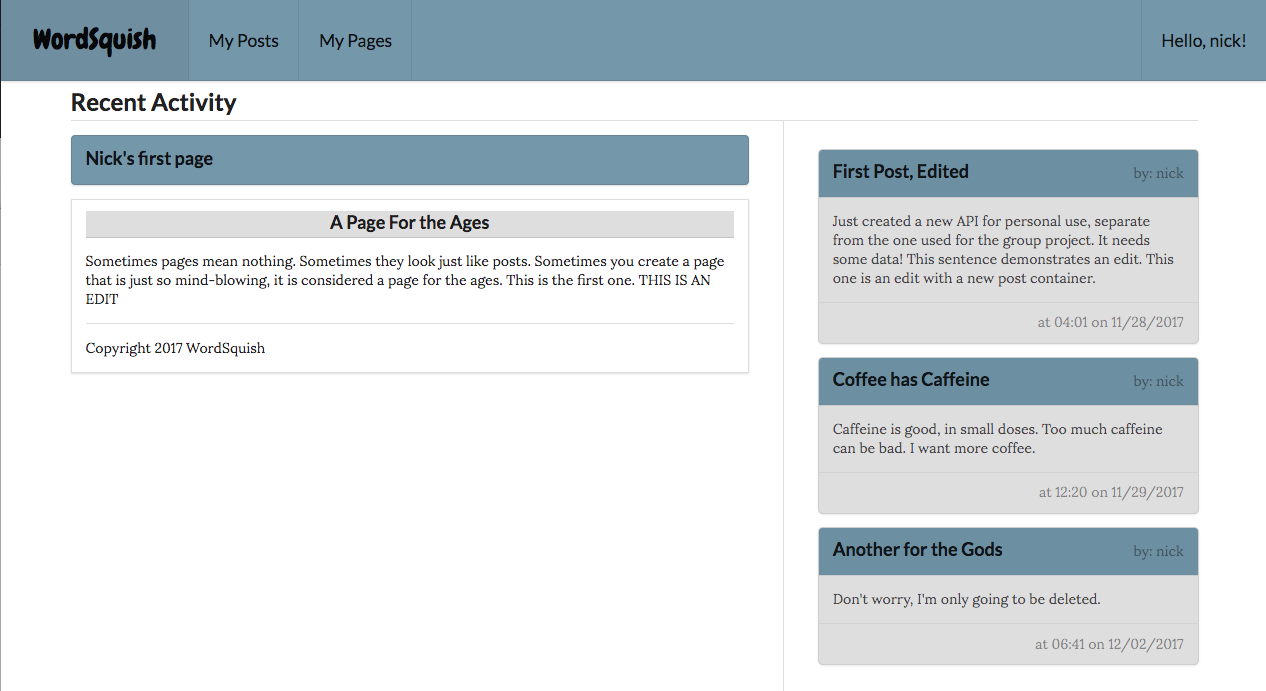 WordSquish
My Posts
My Pages
Hello, nick!
Recent Activity
Nick's first page
A Page For the Ages
Sometimes pages mean nothing. Sometimes they look just like posts. Sometimes you create a page
that is just so mind-blowing, it is considered a page for the ages. This is the first one. THIS IS AN
EDIT
Copyright 2017 WordSquish
First Post, Edited
by: nick
Just created a new API for personal use, separate
from the one used for the group project. It needs
some data! This sentence demonstrates an edit. This
one is an edit with a new post container.
at 04:01 on 11/28/2017
Coffee has Caffeine
by: nick
Caffeine is good, in small doses. Too much caffeine
can be bad. I want more coffee.
at 12:20 on 11/29/2017
Another for the Gods
by: nick
Don't worry, I'm only going to be deleted.
at 06:41 on 12/02/2017